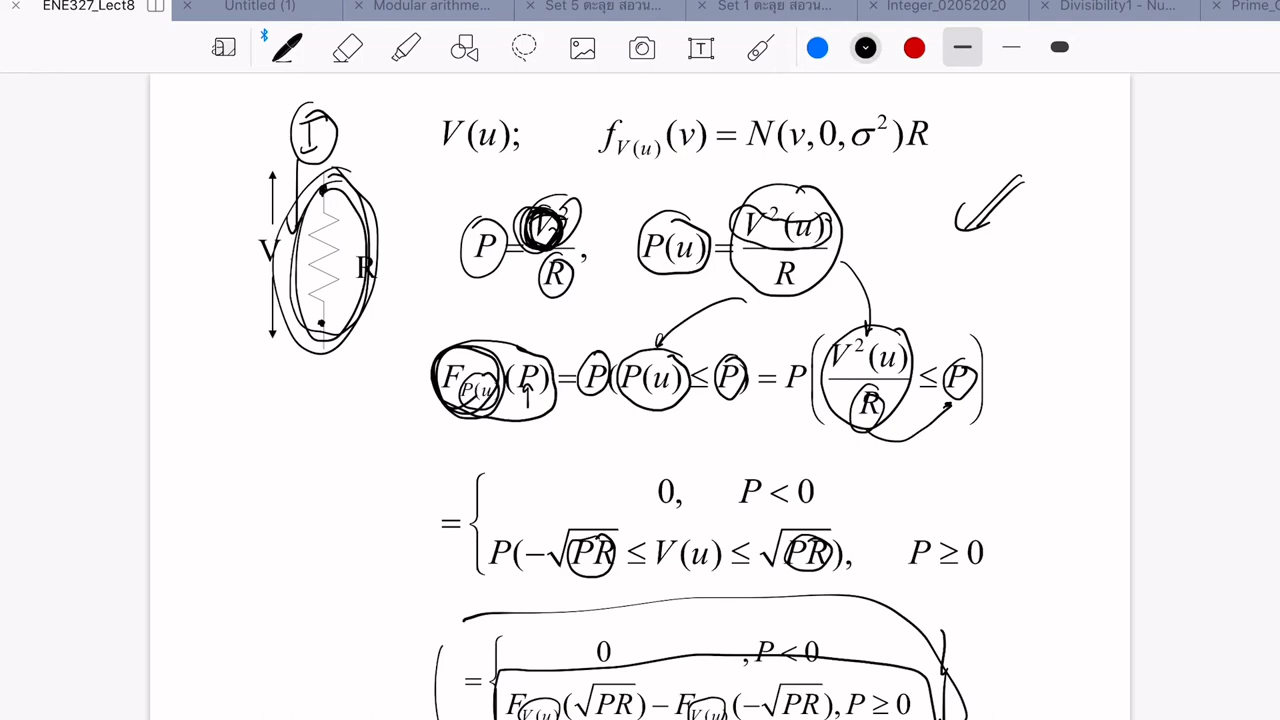 ENE327_Lect8 Untitled (1) Modular arithme... Set 5 ตะลุย สอวน... Set 1 ตะลุย สอวน... Integer_02052020 Divisibility1 - Nu... Prime_C
T
I
V(u); f_{V(u)}(v) = N(v,0,σ²)R
V R
P = V²/R, P(u) = V²(u)/R
F_{P(u)}(P) = P(P(u) ≤ P) = P(V²(u)/R ≤ P)
= { 0, P < 0
P(−√PR ≤ V(u) ≤ √PR), P ≥ 0
= { 0 , P < 0
F_{V(u)}(√PR) − F_{V(u)}(−√PR), P ≥ 0